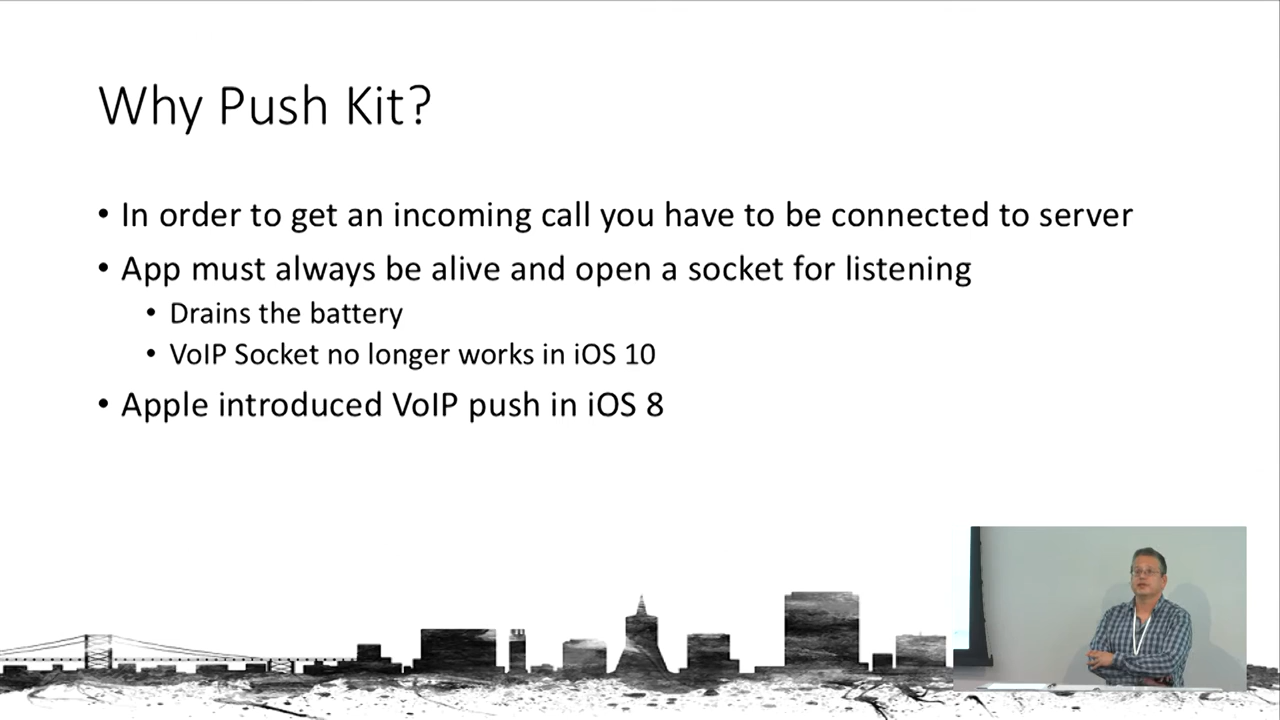 Why Push Kit?
• In order to get an incoming call you have to be connected to server
• App must always be alive and open a socket for listening
• Drains the battery
• VoIP Socket no longer works in iOS 10
• Apple introduced VoIP push in iOS 8